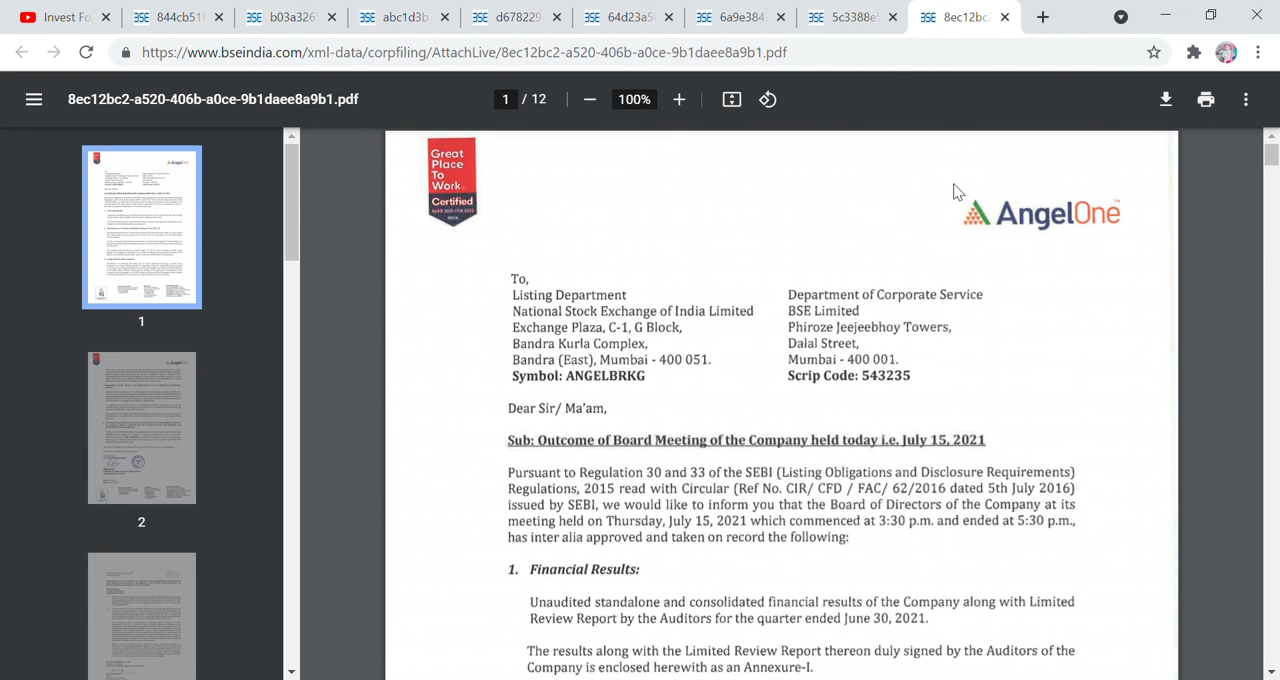 Invest Fo
844cb51f
b03a326
abc1d3b
d678229
64d23a5
6a9e384
5c3388e
8ec12bc
https://www.bseindia.com/xml-data/corpfiling/AttachLive/8ec12bc2-a520-406b-a0ce-9b1daee8a9b1.pdf
8ec12bc2-a520-406b-a0ce-9b1daee8a9b1.pdf
1 / 12
100%
Great
Place
To
Work.
Certified
INDIA
AngelOne
To,
Listing Department
National Stock Exchange of India Limited
Exchange Plaza, C-1, G Block,
Bandra Kurla Complex,
Bandra (East), Mumbai - 400 051.
Symbol: ANGELBRKG
Department of Corporate Service
BSE Limited
Phiroze Jeejeebhoy Towers,
Dalal Street,
Mumbai - 400 001.
Scrip Code: 543235
Dear Sir/ Ma'am,
Sub: Outcome of Board Meeting of the Company held today i.e. July 15, 2021
Pursuant to Regulation 30 and 33 of the SEBI (Listing Obligations and Disclosure Requirements)
Regulations, 2015 read with Circular (Ref No. CIR/ CFD / FAC/ 62/2016 dated 5th July 2016)
issued by SEBI, we would like to inform you that the Board of Directors of the Company at its
meeting held on Thursday, July 15, 2021 which commenced at 3:30 p.m. and ended at 5:30 p.m.,
has inter alia approved and taken on record the following:
1. Financial Results:
Unaudited standalone and consolidated financial results of the Company along with Limited
Review Report by the Auditors for the quarter ended June 30, 2021.
The results along with the Limited Review Report thereon duly signed by the Auditors of the
Company is enclosed herewith as an Annexure-I.
1
2